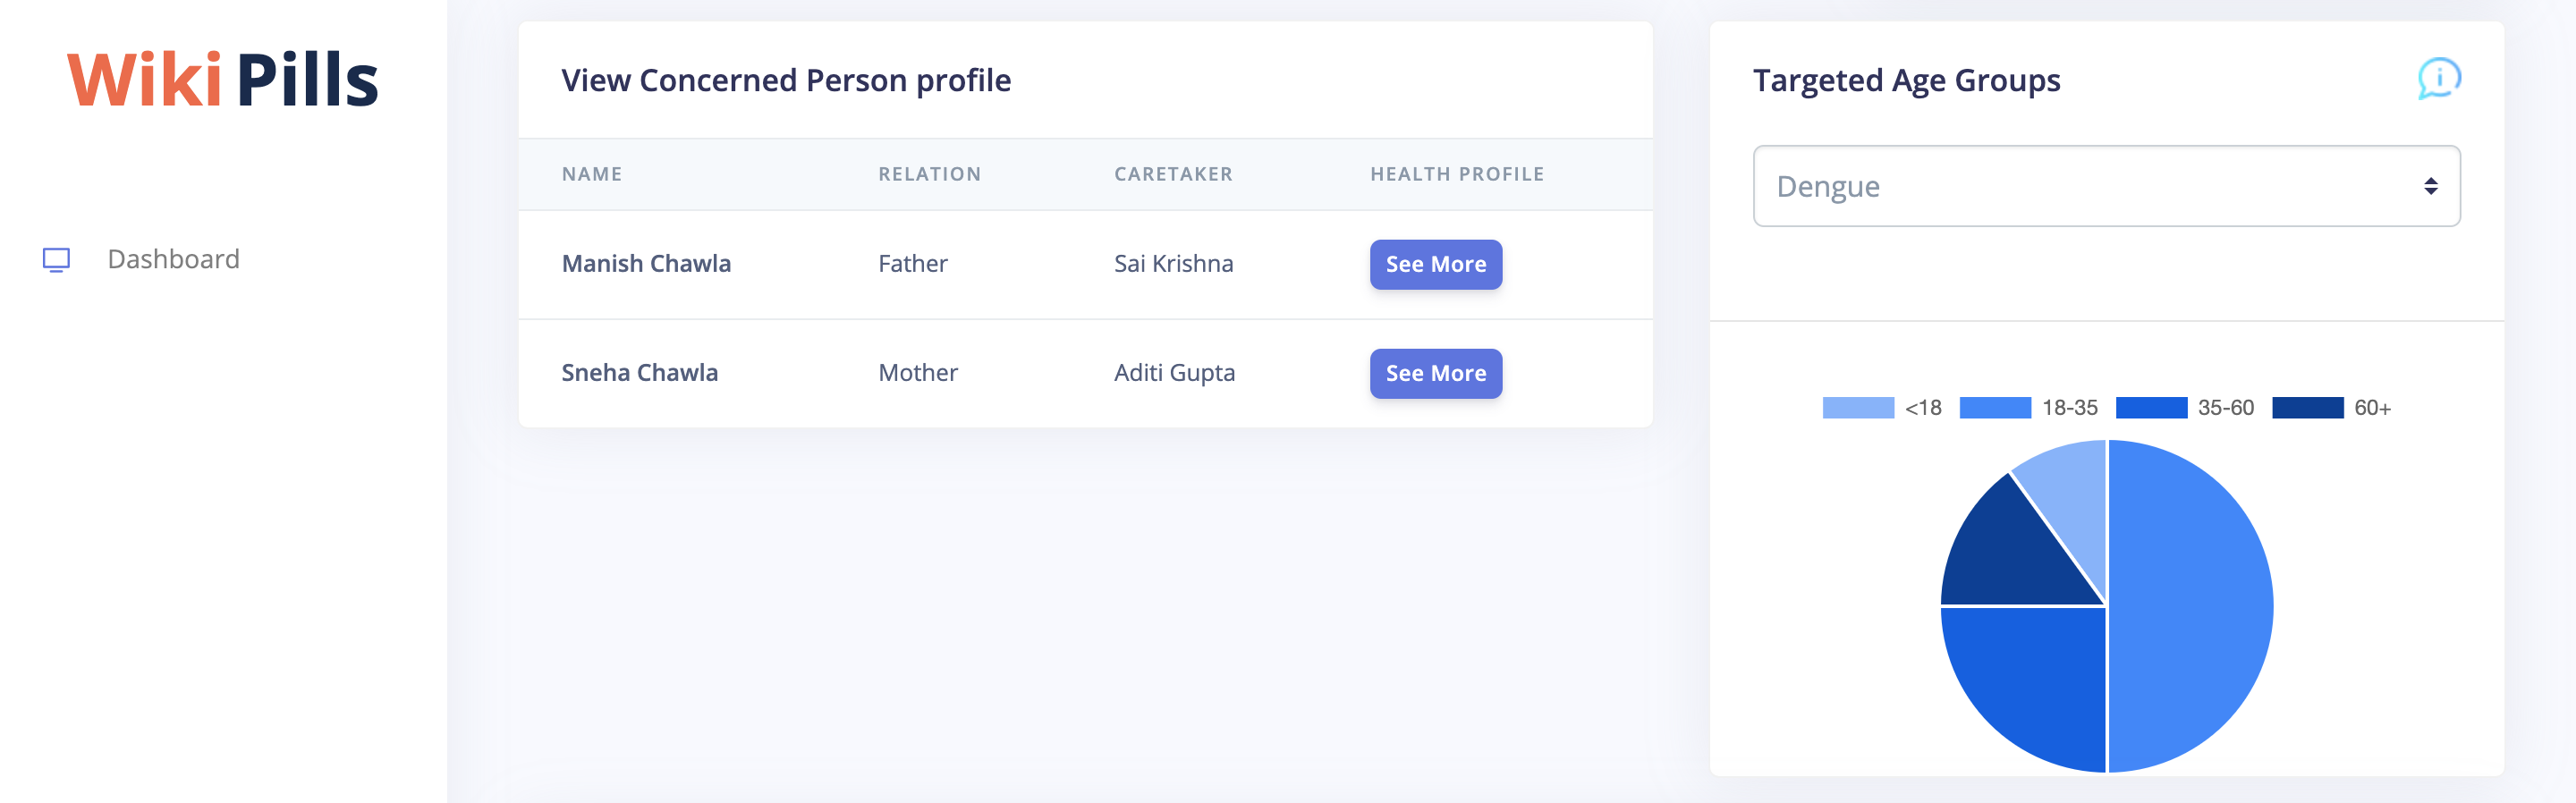 Wiki Pills
Dashboard
View Concerned Person profile
NAME RELATION CARETAKER HEALTH PROFILE
Manish Chawla Father Sai Krishna See More
Sneha Chawla Mother Aditi Gupta See More
Targeted Age Groups
Dengue
<18 18-35 35-60 60+